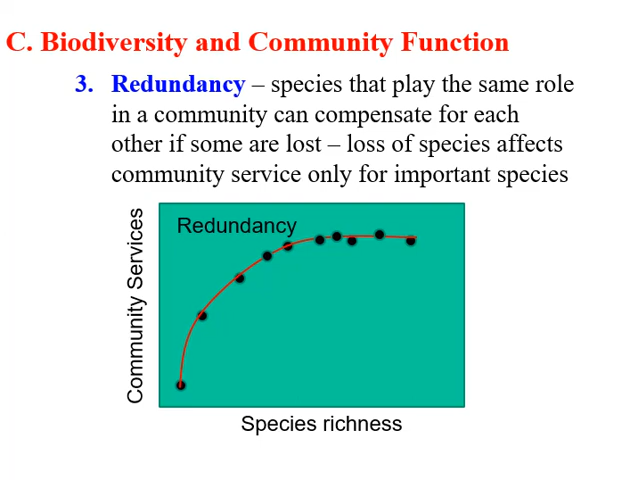 C. Biodiversity and Community Function
3. Redundancy – species that play the same role
in a community can compensate for each
other if some are lost – loss of species affects
community service only for important species
Redundancy
Community Services
Species richness